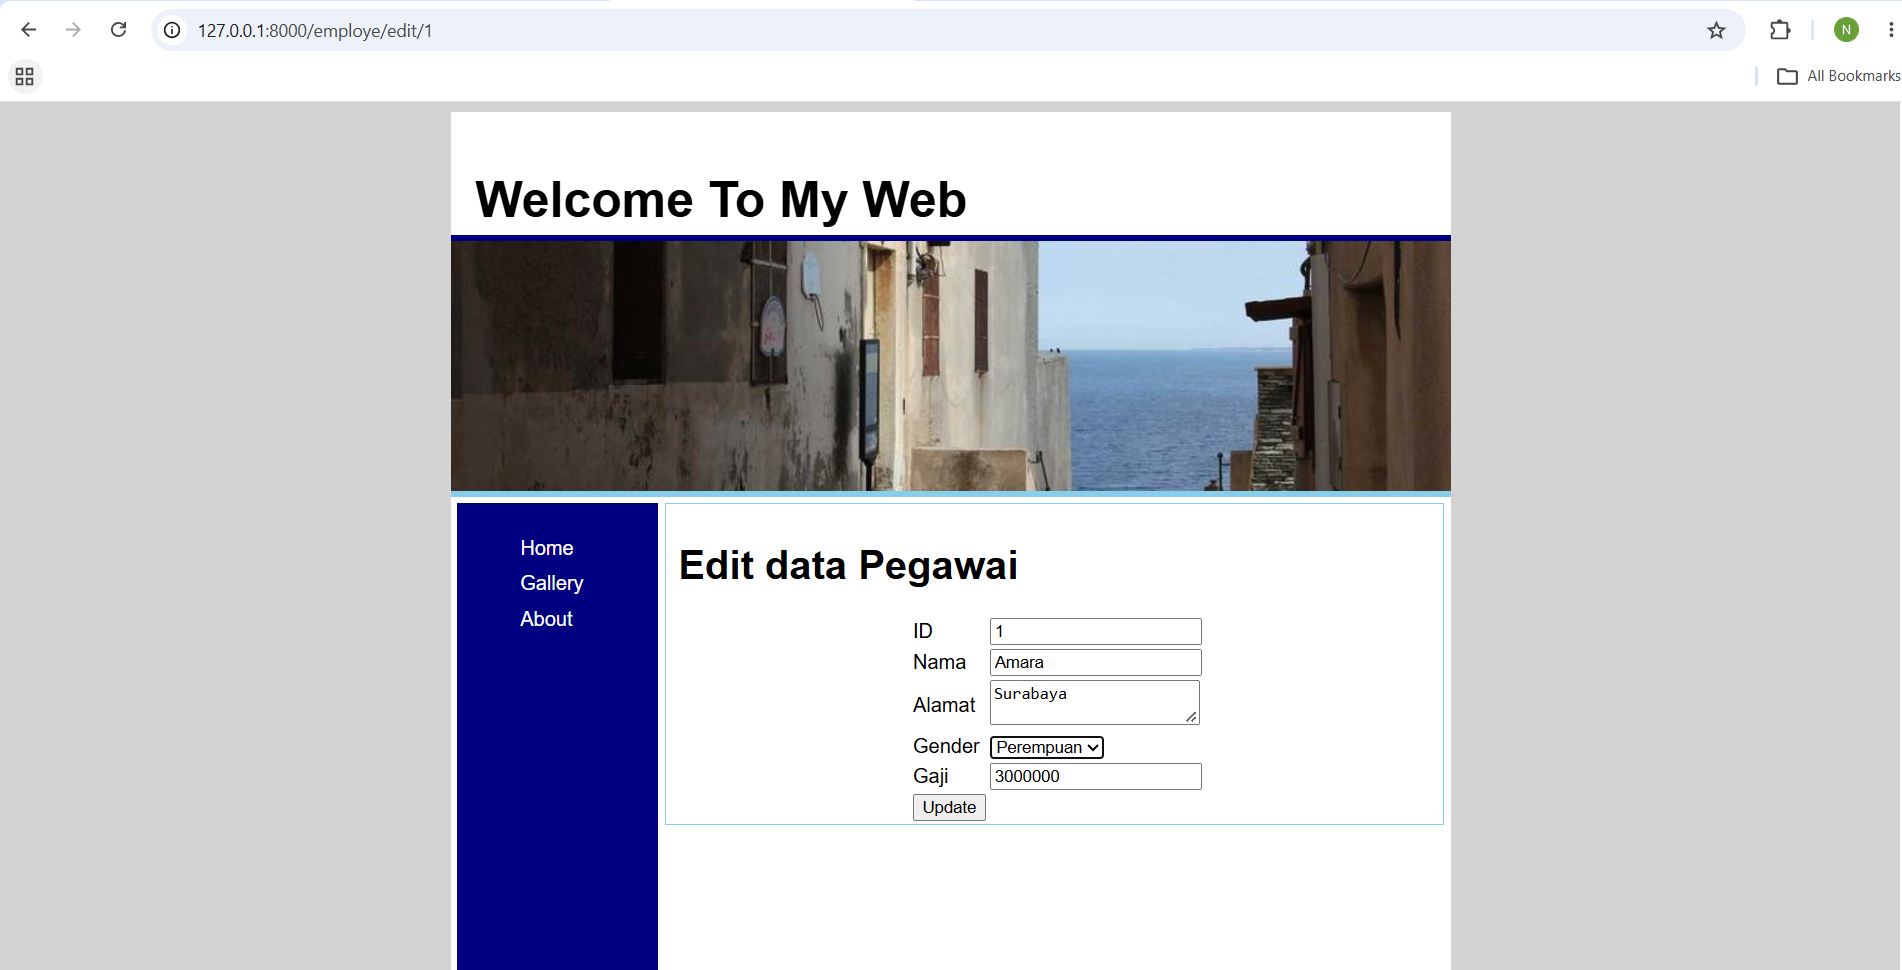 127.0.0.1:8000/employe/edit/1
N
All Bookmarks
Welcome To My Web
Home
Gallery
About
Edit data Pegawai
ID 1
Nama Amara
Alamat Surabaya
Gender Perempuan
Gaji 3000000
Update